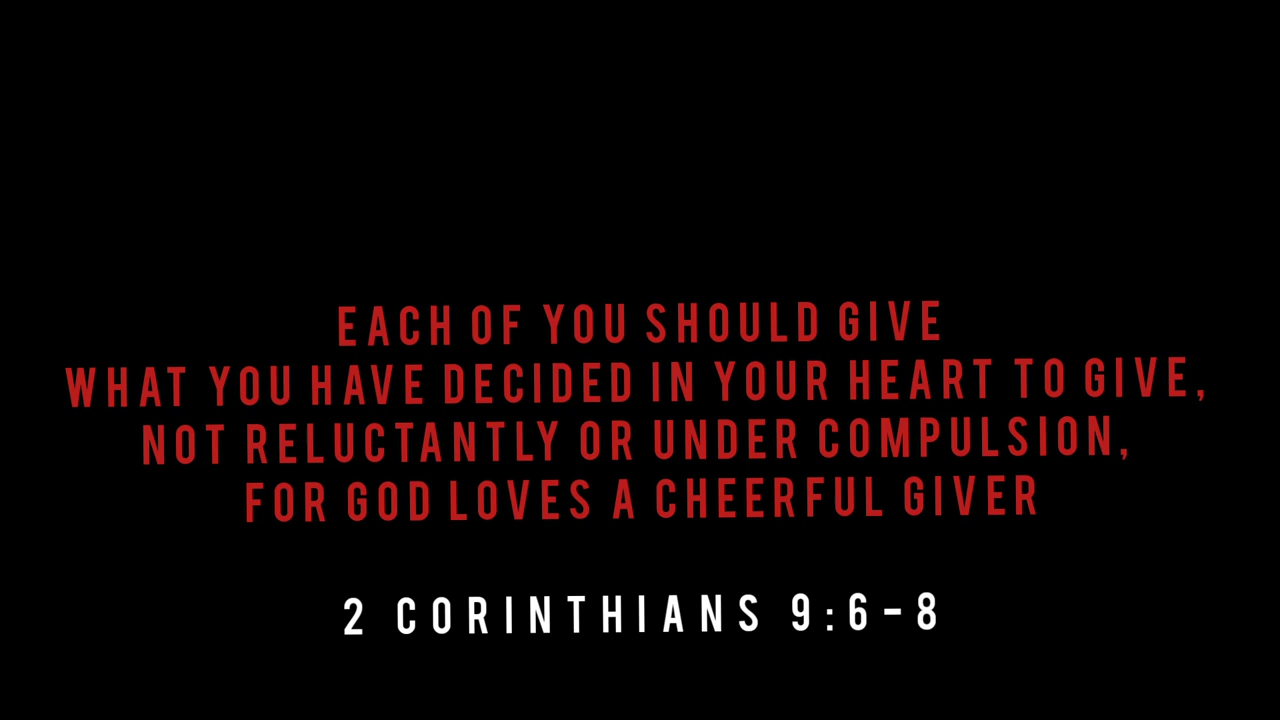 EACH OF YOU SHOULD GIVE
WHAT YOU HAVE DECIDED IN YOUR HEART TO GIVE,
NOT RELUCTANTLY OR UNDER COMPULSION,
FOR GOD LOVES A CHEERFUL GIVER
2 CORINTHIANS 9:6-8